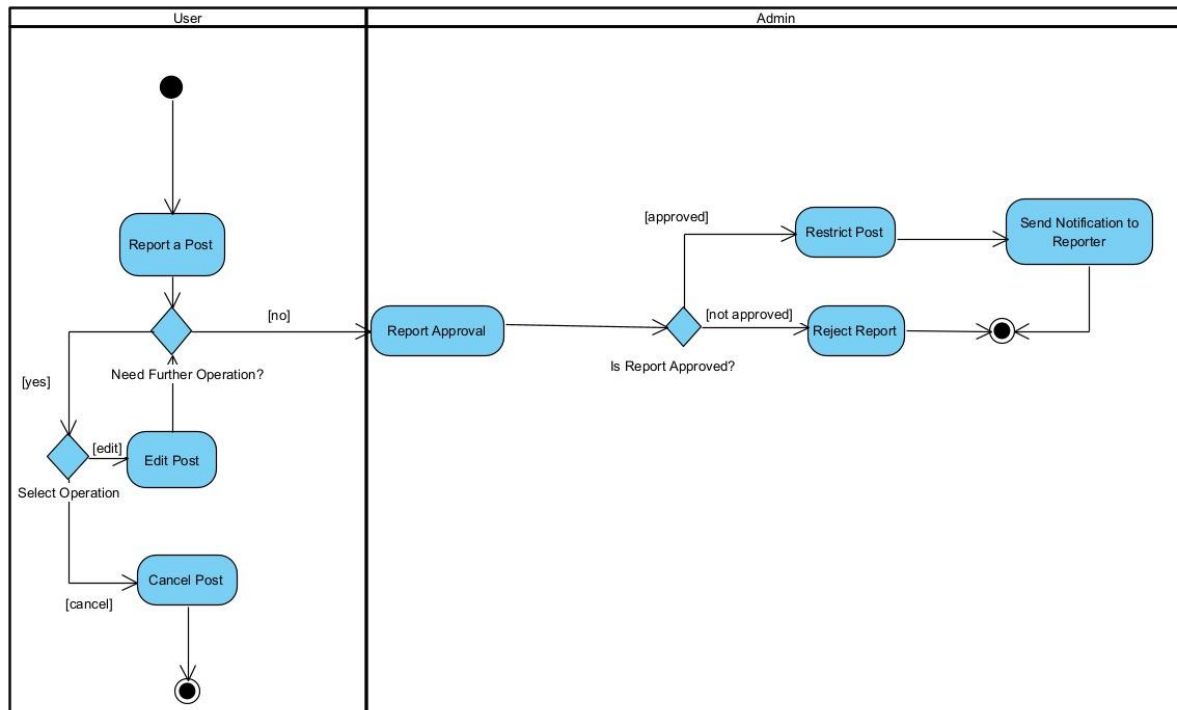 User
Admin
Report a Post
[approved]
Restrict Post
Send Notification to
Reporter
[no]
Report Approval
[not approved]
Reject Report
Is Report Approved?
Need Further Operation?
[yes]
[edit]
Edit Post
Select Operation
Cancel Post
[cancel]